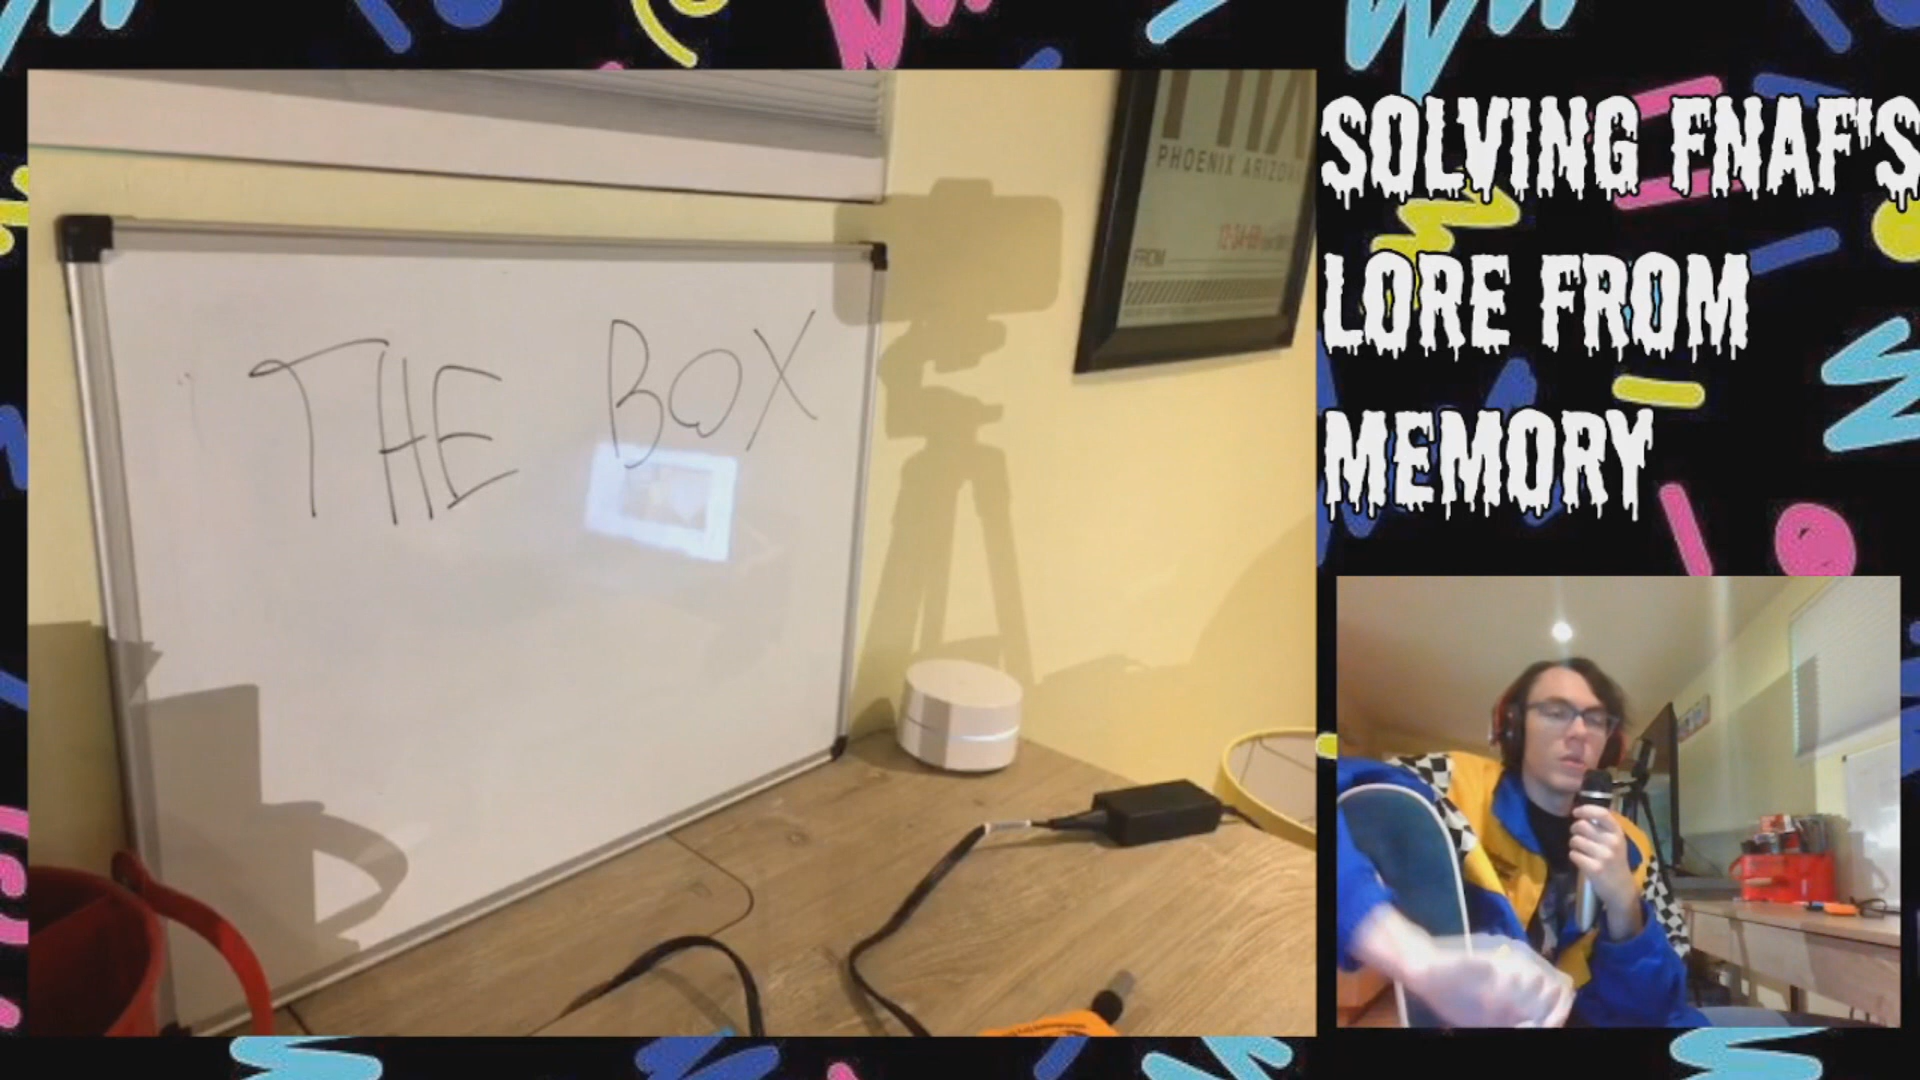 THE BOX
PHOENIX ARIZONA
FROM
SOLVING FNAF'S
LORE FROM
MEMORY